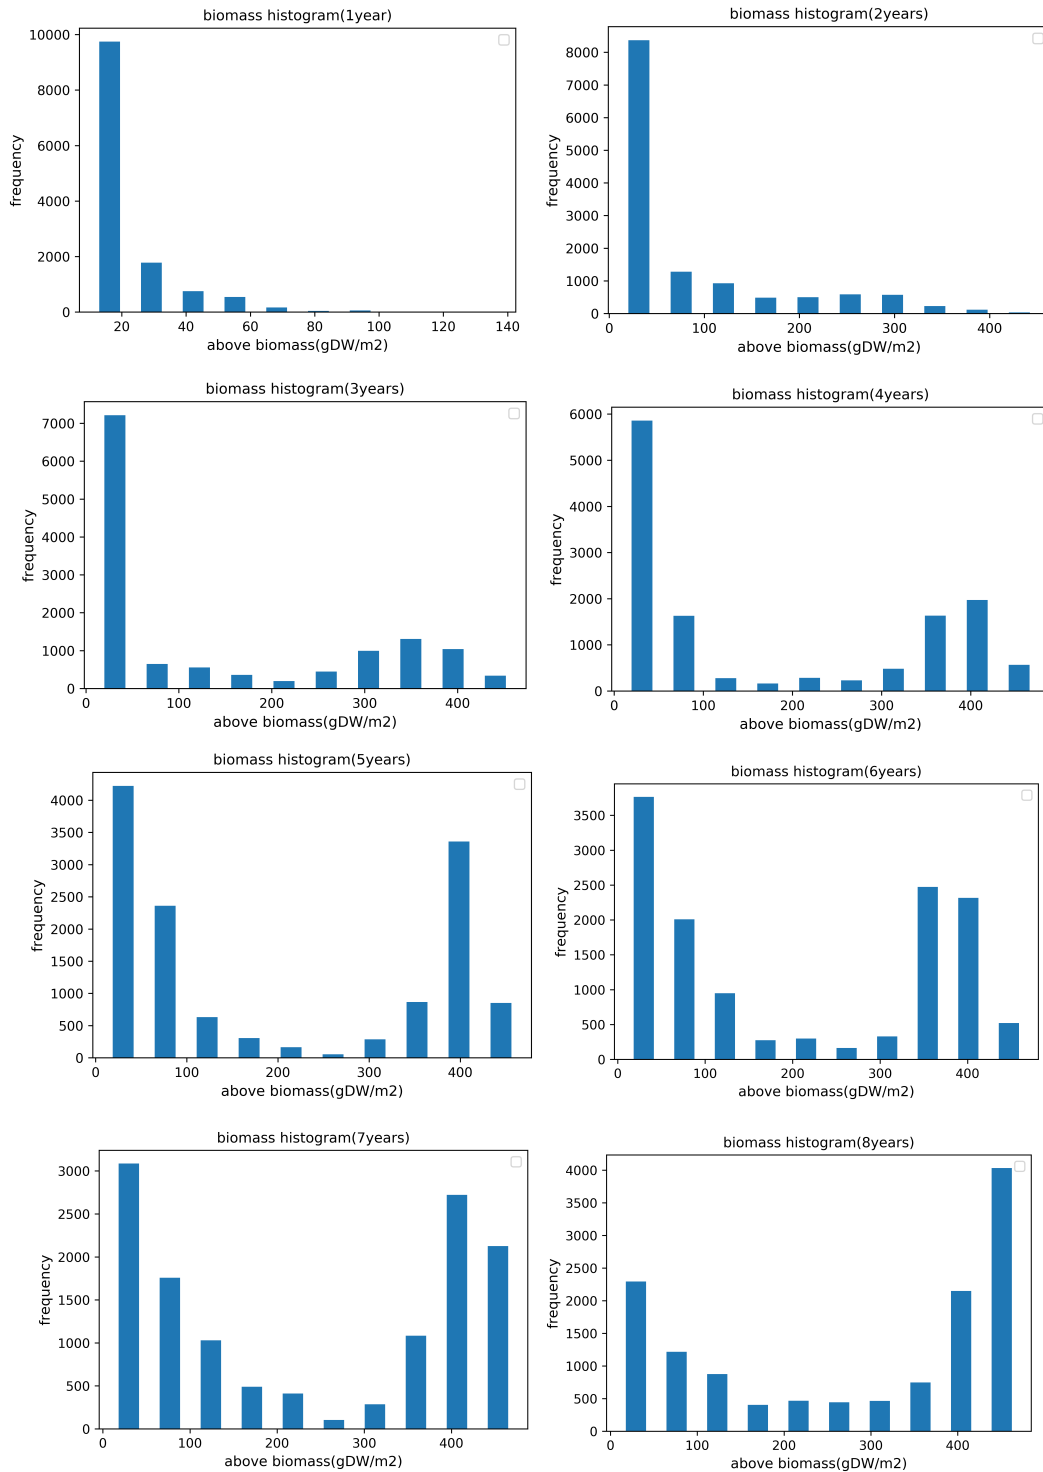 biomass histogram(1year)
10000
8000
6000
4000
2000
0
frequency
20 40 60 80 100 120 140
above biomass(gDW/m2)
biomass histogram(2years)
8000
7000
6000
5000
4000
3000
2000
1000
0
frequency
0 100 200 300 400
above biomass(gDW/m2)
biomass histogram(3years)
7000
6000
5000
4000
3000
2000
1000
0
frequency
0 100 200 300 400
above biomass(gDW/m2)
biomass histogram(4years)
6000
5000
4000
3000
2000
1000
0
frequency
0 100 200 300 400
above biomass(gDW/m2)
biomass histogram(5years)
4000
3500
3000
2500
2000
1500
1000
500
0
frequency
0 100 200 300 400
above biomass(gDW/m2)
biomass histogram(6years)
3500
3000
2500
2000
1500
1000
500
0
frequency
0 100 200 300 400
above biomass(gDW/m2)
biomass histogram(7years)
3000
2500
2000
1500
1000
500
0
frequency
0 100 200 300 400
above biomass(gDW/m2)
biomass histogram(8years)
4000
3500
3000
2500
2000
1500
1000
500
0
frequency
0 100 200 300 400
above biomass(gDW/m2)